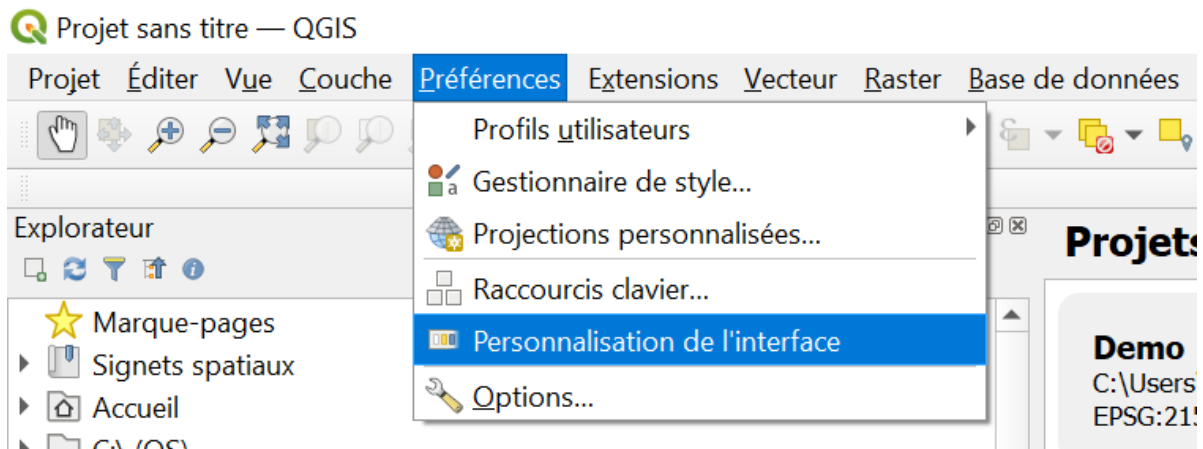 Projet sans titre — QGIS
Projet Éditer Vue Couche Préférences Extensions Vecteur Raster Base de données
Profils utilisateurs
Gestionnaire de style...
Projections personnalisées...
Raccourcis clavier...
Personnalisation de l'interface
Options...
Explorateur
Marque-pages
Signets spatiaux
Accueil
Projets
Demo
C:\Users
EPSG:215